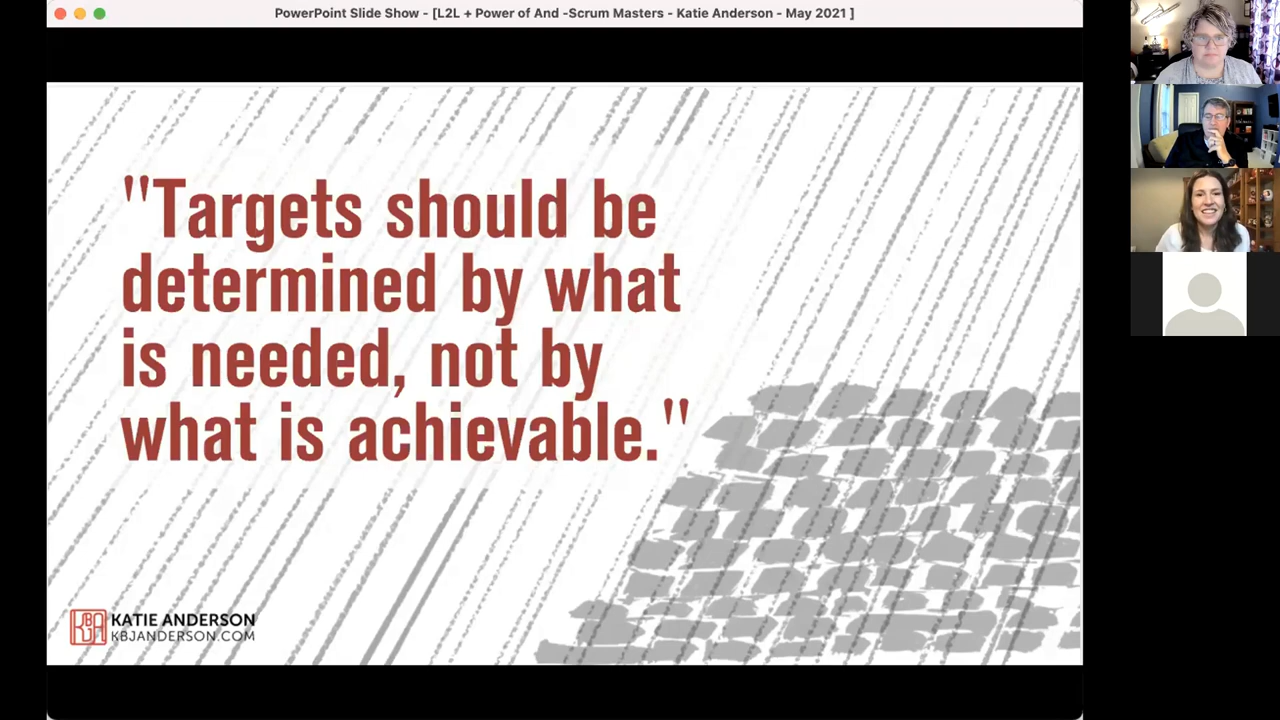 PowerPoint Slide Show - [L2L + Power of And -Scrum Masters - Katie Anderson - May 2021 ]
"Targets should be
determined by what
is needed, not by
what is achievable."
KBJA
KATIE ANDERSON
KBJANDERSON.COM